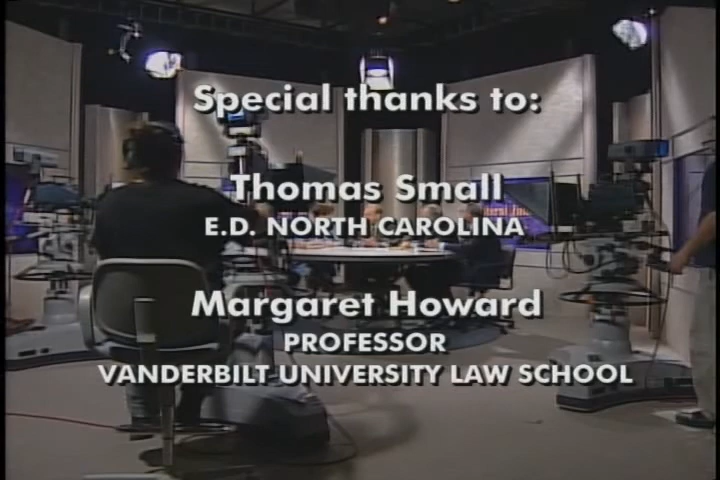 Special thanks to:
Thomas Small
E.D. NORTH CAROLINA
Margaret Howard
PROFESSOR
VANDERBILT UNIVERSITY LAW SCHOOL